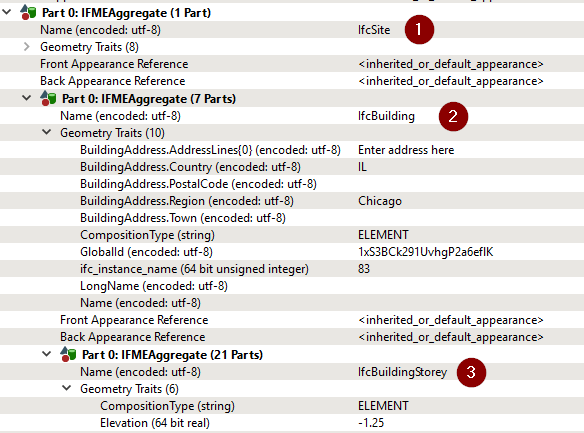 Part 0: IFMEAggregate (1 Part)
Name (encoded: utf-8) IfcSite 1
Geometry Traits (8)
Front Appearance Reference <inherited_or_default_appearance>
Back Appearance Reference <inherited_or_default_appearance>
Part 0: IFMEAggregate (7 Parts)
Name (encoded: utf-8) IfcBuilding 2
Geometry Traits (10)
BuildingAddress.AddressLines{0} (encoded: utf-8) Enter address here
BuildingAddress.Country (encoded: utf-8) IL
BuildingAddress.PostalCode (encoded: utf-8)
BuildingAddress.Region (encoded: utf-8) Chicago
BuildingAddress.Town (encoded: utf-8)
CompositionType (string) ELEMENT
GlobalId (encoded: utf-8) 1xS3BCk291UvhgP2a6eflK
ifc_instance_name (64 bit unsigned integer) 83
LongName (encoded: utf-8)
Name (encoded: utf-8)
Front Appearance Reference <inherited_or_default_appearance>
Back Appearance Reference <inherited_or_default_appearance>
Part 0: IFMEAggregate (21 Parts)
Name (encoded: utf-8) IfcBuildingStorey 3
Geometry Traits (6)
CompositionType (string) ELEMENT
Elevation (64 bit real) -1.25